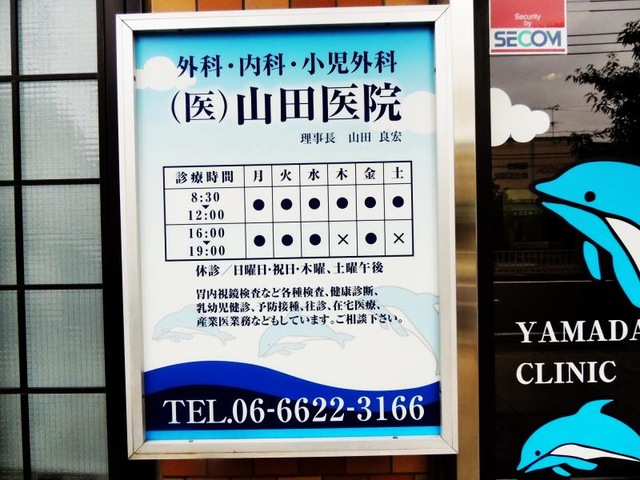 外科・内科・小児外科
(医)山田医院
理事長 山田 良宏
診療時間 月 火 水 木 金 土
8:30▼12:00 ● ● ● ● ● ●
16:00▼19:00 ● ● ● × ● ×
休診／日曜日・祝日・木曜、土曜午後
胃内視鏡検査など各種検査、健康診断、
乳幼児健診、予防接種、往診、在宅医療、
産業医業務などもしています。ご相談下さい。
TEL.06-6622-3166
Security
by
SECOM
YAMADA
CLINIC